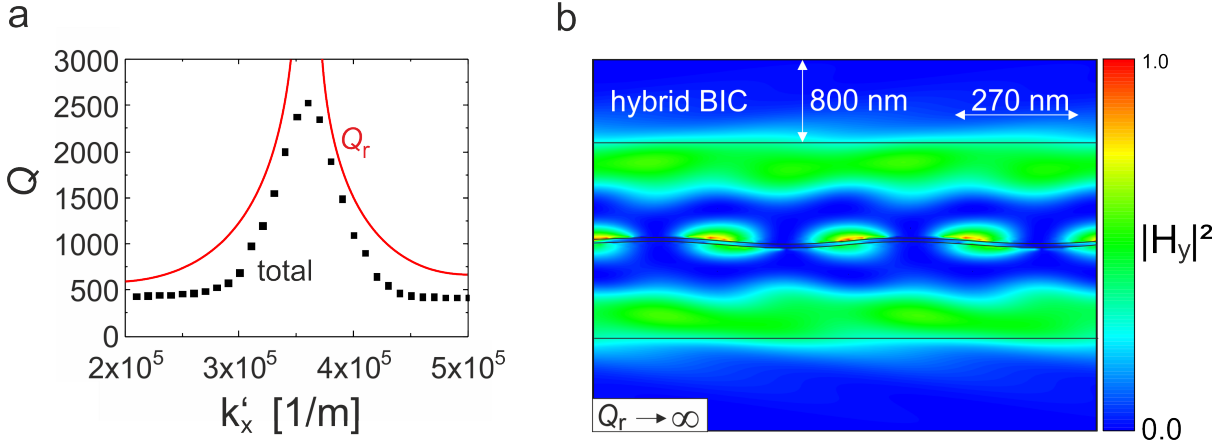 a
3000
2500
2000
1500
1000
500
0
Q
Qr
total
2x10⁵
3x10⁵
4x10⁵
5x10⁵
kₓ‘ [1/m]
b
hybrid BIC
800 nm
270 nm
Qr → ∞
1.0
|Hy|²
0.0